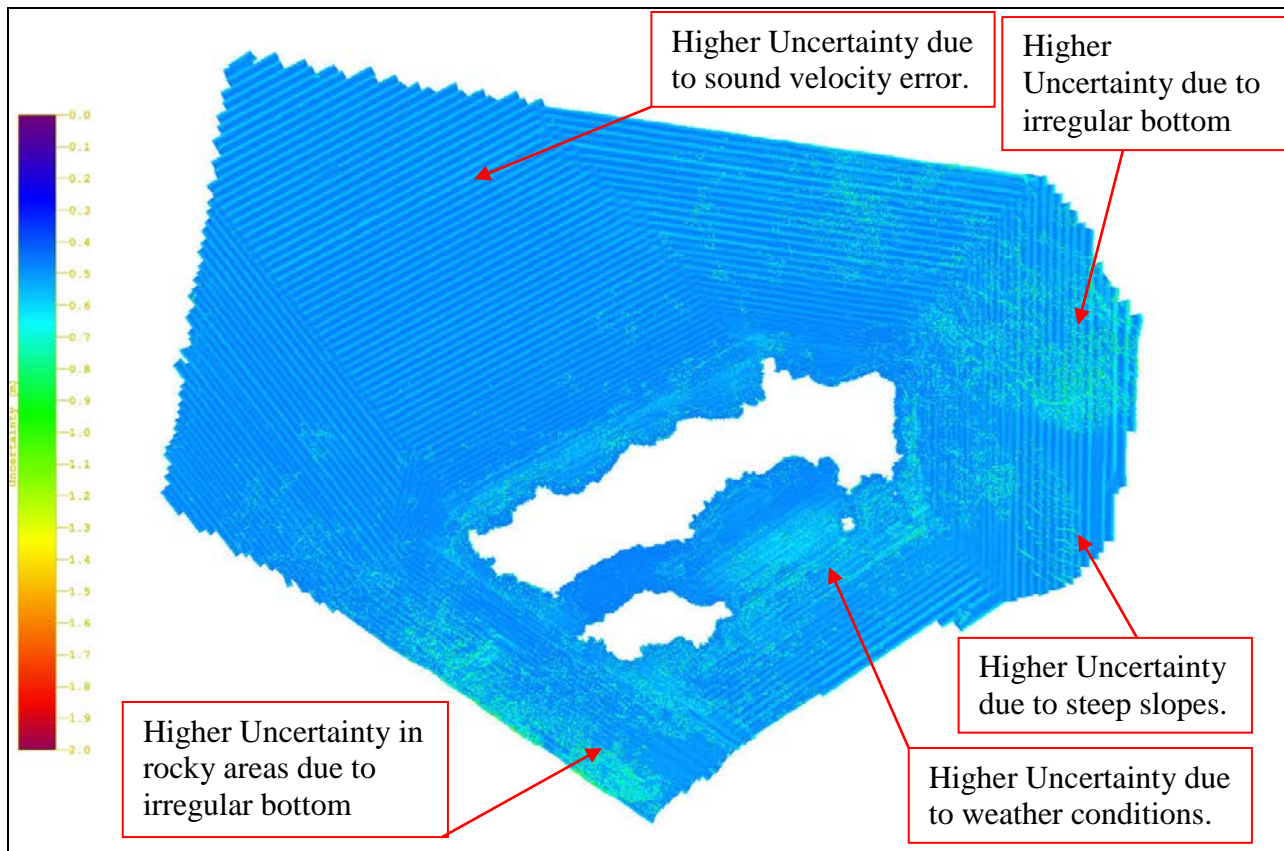 Higher Uncertainty due
to sound velocity error.
Higher
Uncertainty due to
irregular bottom
0.0
0.1
0.2
0.3
0.4
0.5
0.6
0.7
0.8
0.9
1.0
1.1
1.2
1.3
1.4
1.5
1.6
1.7
1.8
1.9
2.0
Uncertainty (m)
Higher Uncertainty
due to steep slopes.
Higher Uncertainty in
rocky areas due to
irregular bottom
Higher Uncertainty due
to weather conditions.